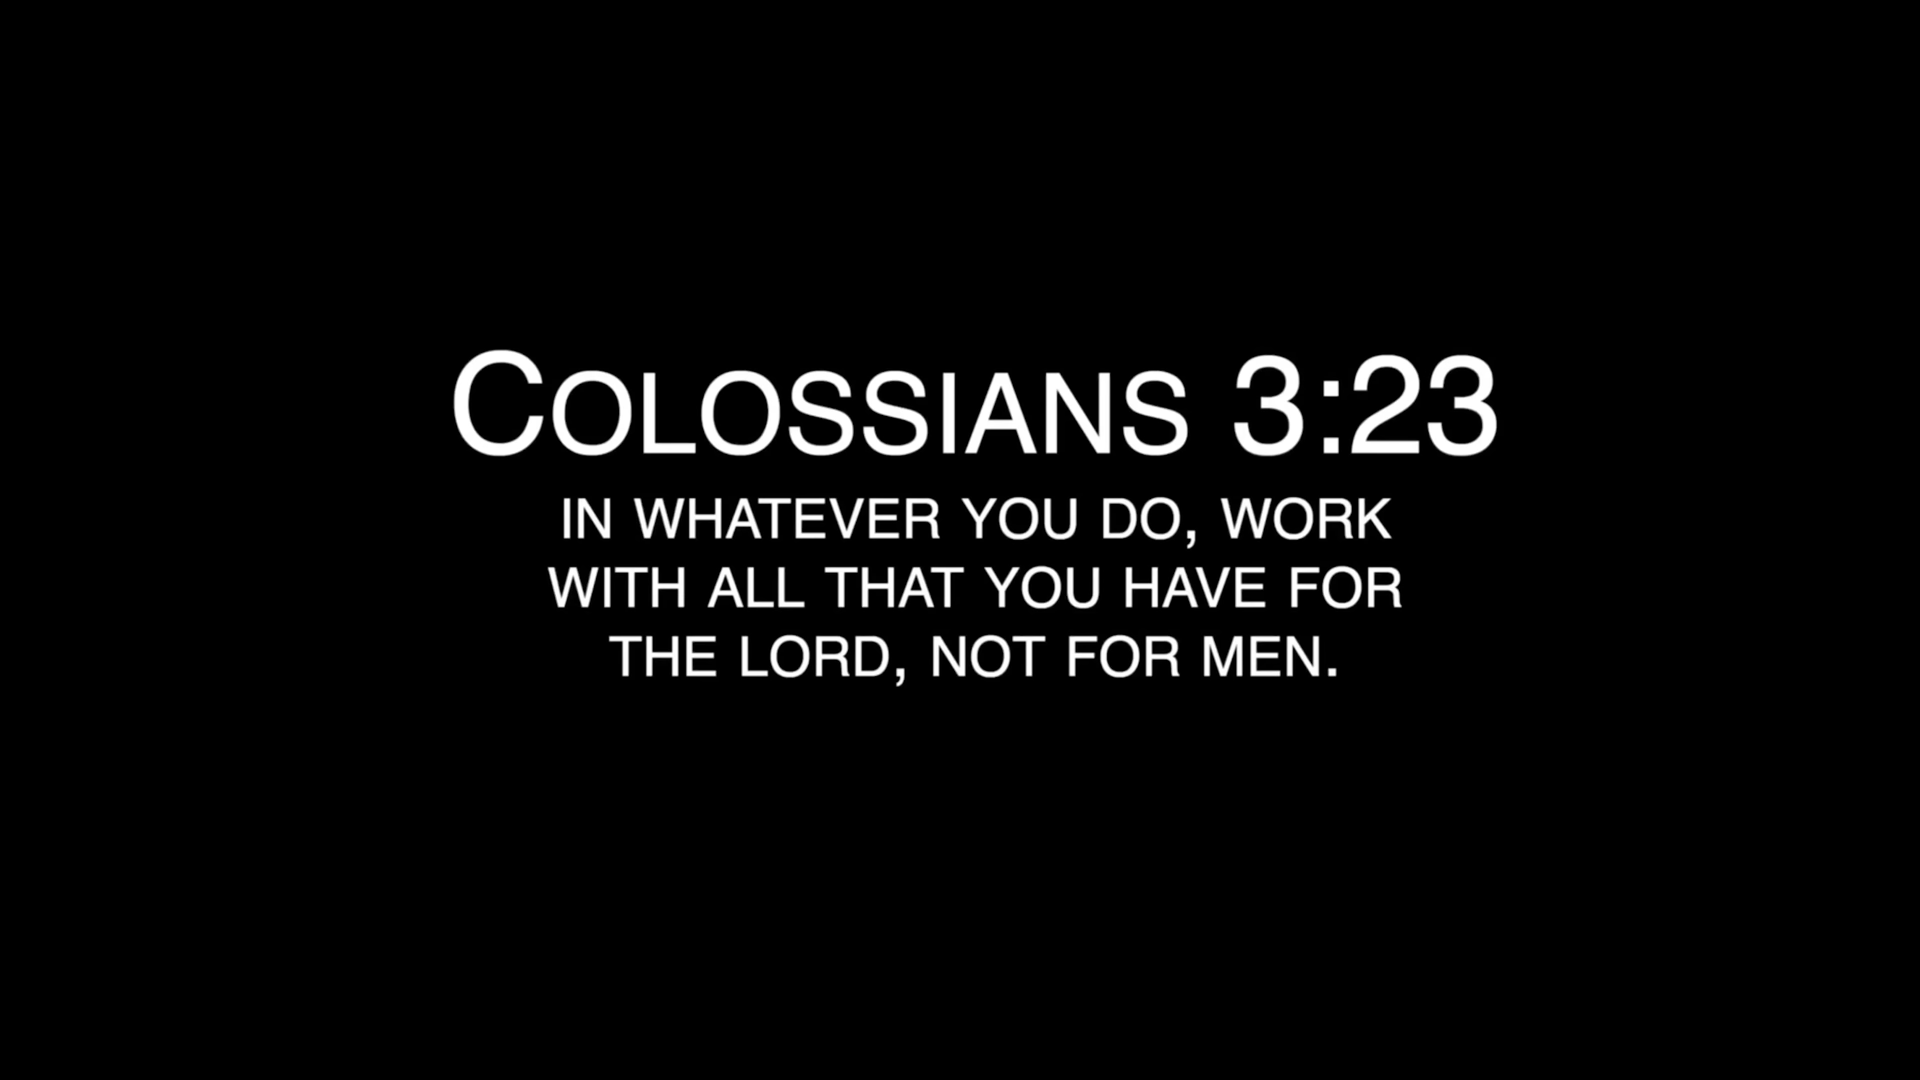 COLOSSIANS 3:23
IN WHATEVER YOU DO, WORK
WITH ALL THAT YOU HAVE FOR
THE LORD, NOT FOR MEN.